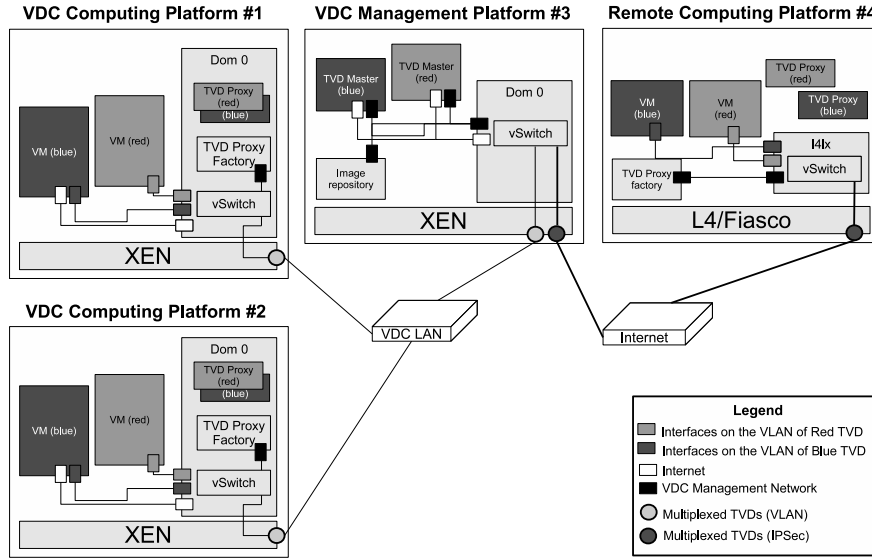 VDC Computing Platform #1
Dom 0
TVD Proxy
(red)
(blue)
VM (blue)
VM (red)
TVD Proxy
Factory
vSwitch
XEN
VDC Management Platform #3
TVD Master
(blue)
TVD Master
(red)
Dom 0
vSwitch
Image
repository
XEN
Remote Computing Platform #4
TVD Proxy
(red)
VM
(blue)
VM
(red)
TVD Proxy
(blue)
l4lx
TVD Proxy
factory
vSwitch
L4/Fiasco
VDC LAN
Internet
VDC Computing Platform #2
Dom 0
TVD Proxy
(red)
(blue)
VM (blue)
VM (red)
TVD Proxy
Factory
vSwitch
XEN
Legend
Interfaces on the VLAN of Red TVD
Interfaces on the VLAN of Blue TVD
Internet
VDC Management Network
Multiplexed TVDs (VLAN)
Multiplexed TVDs (IPSec)